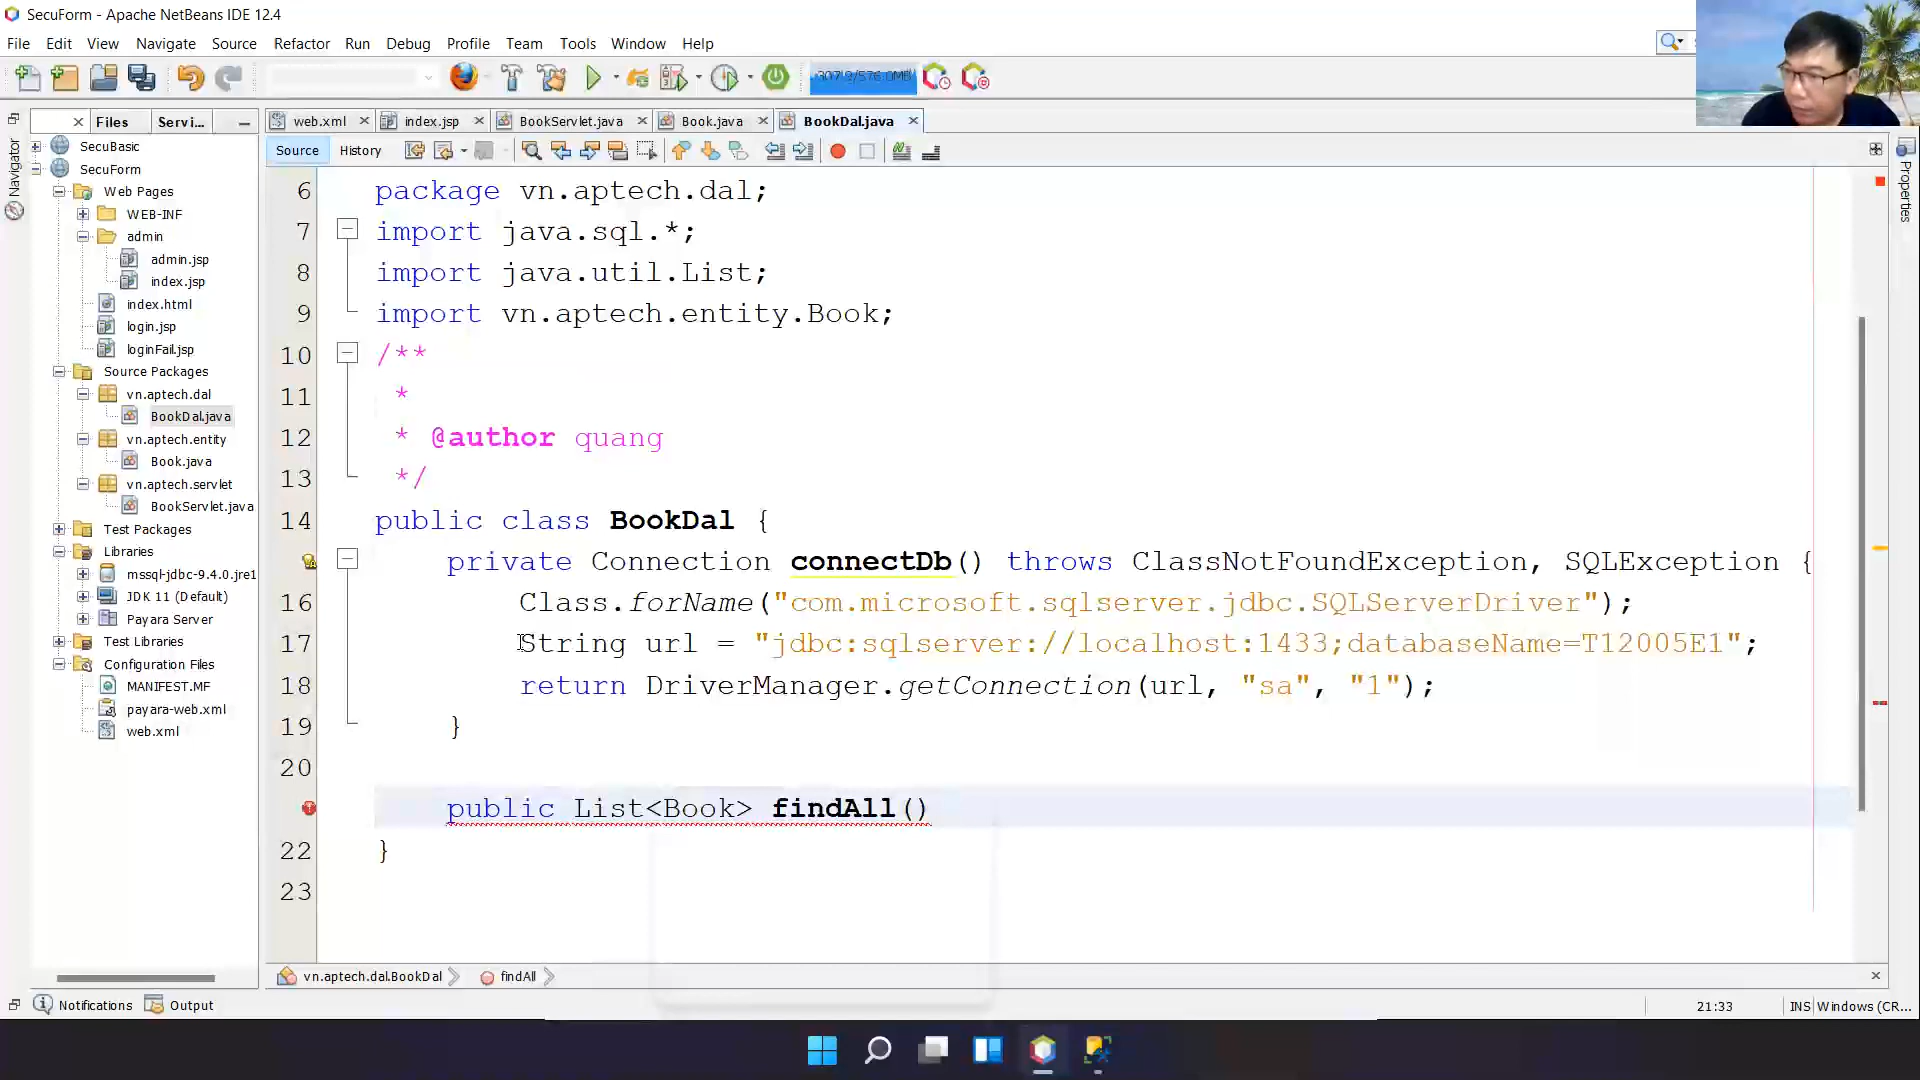 SecuForm - Apache NetBeans IDE 12.4
File Edit View Navigate Source Refactor Run Debug Profile Team Tools Window Help
307.9/576.0MB
Files Servi...
web.xml index.jsp BookServlet.java Book.java BookDal.java
Source History
Navigator
Properties
SecuBasic
SecuForm
Web Pages
WEB-INF
admin
admin.jsp
index.jsp
index.html
login.jsp
loginFail.jsp
Source Packages
vn.aptech.dal
BookDal.java
vn.aptech.entity
Book.java
vn.aptech.servlet
BookServlet.java
Test Packages
Libraries
mssql-jdbc-9.4.0.jre1
JDK 11 (Default)
Payara Server
Test Libraries
Configuration Files
MANIFEST.MF
payara-web.xml
web.xml
6 package vn.aptech.dal;
7 import java.sql.*;
8 import java.util.List;
9 import vn.aptech.entity.Book;
10 /**
11 *
12 * @author quang
13 */
14 public class BookDal {
private Connection connectDb() throws ClassNotFoundException, SQLException {
16 Class.forName("com.microsoft.sqlserver.jdbc.SQLServerDriver");
17 String url = "jdbc:sqlserver://localhost:1433;databaseName=T12005E1";
18 return DriverManager.getConnection(url, "sa", "1");
19 }
20
public List<Book> findAll()
22 }
23
vn.aptech.dal.BookDal findAll
Notifications Output
21:33 INS Windows (CR...